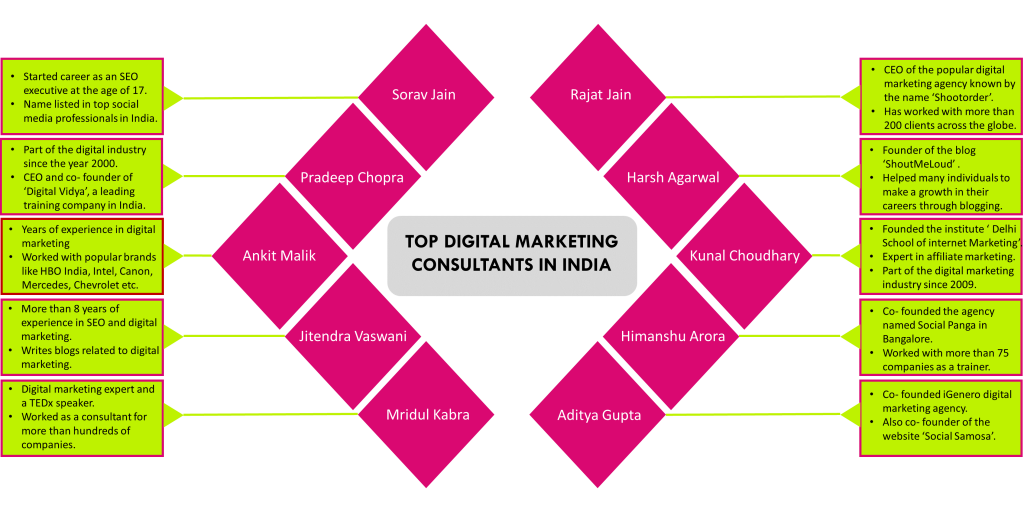 TOP DIGITAL MARKETING
CONSULTANTS IN INDIA
Sorav Jain
• Started career as an SEO
executive at the age of 17.
• Name listed in top social
media professionals in India.
Pradeep Chopra
• Part of the digital industry
since the year 2000.
• CEO and co- founder of
‘Digital Vidya’, a leading
training company in India.
Ankit Malik
• Years of experience in digital
marketing
• Worked with popular brands
like HBO India, Intel, Canon,
Mercedes, Chevrolet etc.
Jitendra Vaswani
• More than 8 years of
experience in SEO and digital
marketing.
• Writes blogs related to digital
marketing.
Mridul Kabra
• Digital marketing expert and
a TEDx speaker.
• Worked as a consultant for
more than hundreds of
companies.
Rajat Jain
• CEO of the popular digital
marketing agency known by
the name ‘Shootorder’.
• Has worked with more than
200 clients across the globe.
Harsh Agarwal
• Founder of the blog
‘ShoutMeLoud’ .
• Helped many individuals to
make a growth in their
careers through blogging.
Kunal Choudhary
• Founded the institute ‘ Delhi
School of internet Marketing’
• Expert in affiliate marketing.
• Part of the digital marketing
industry since 2009.
Himanshu Arora
• Co- founded the agency
named Social Panga in
Bangalore.
• Worked with more than 75
companies as a trainer.
Aditya Gupta
• Co- founded iGenero digital
marketing agency.
• Also co- founder of the
website ‘Social Samosa’.